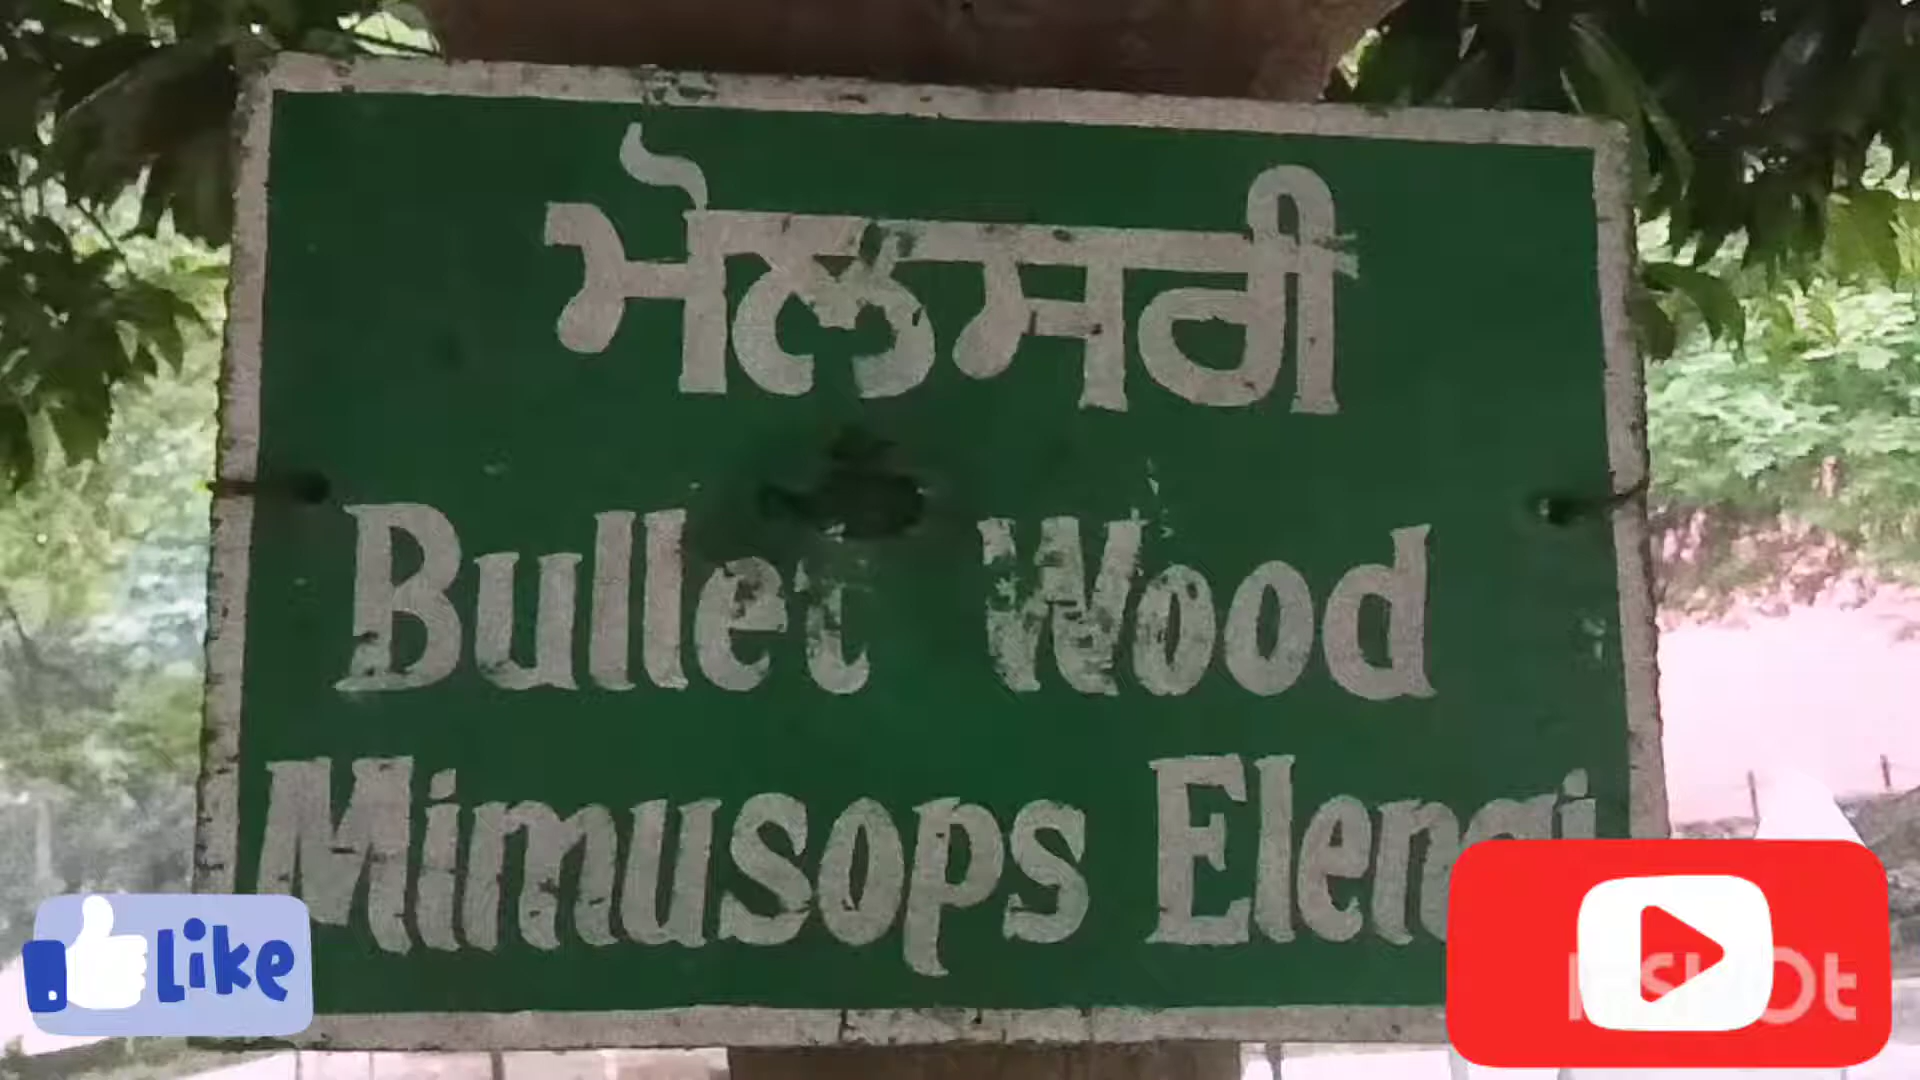 ਮੋਲਸਰੀ
Bullet Wood
Mimusops Elengi
Like